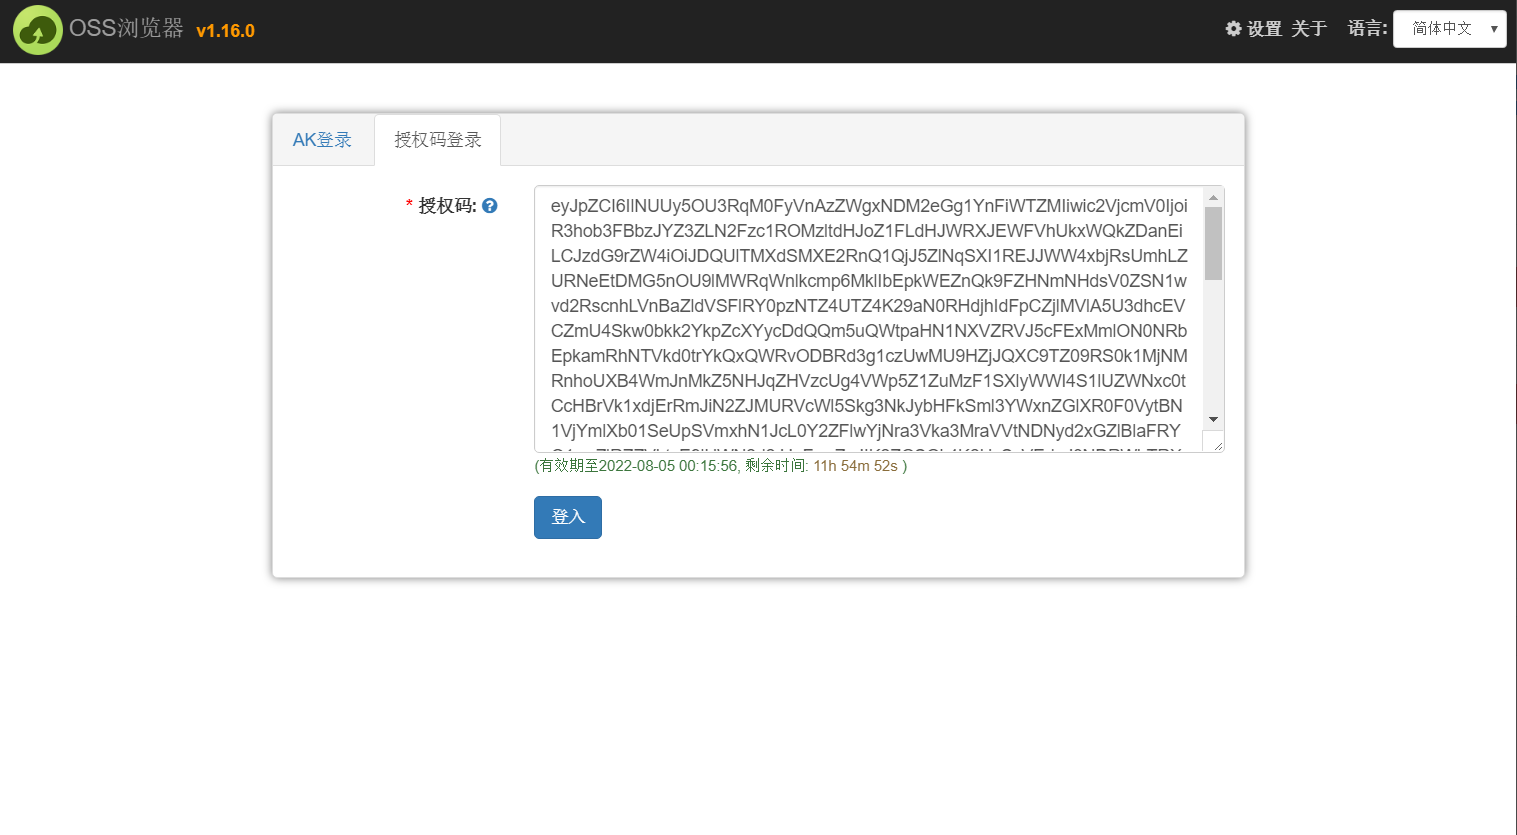 OSS浏览器 v1.16.0
设置 关于 语言: 简体中文
AK登录 授权码登录
* 授权码:
eyJpZCI6IlNUUy5OU3RqM0FyVnAzZWgxNDM2eGg1YnFiWTZMIiwic2VjcmV0Ijoi
R3hob3FBbzJYZ3ZLN2Fzc1ROMzltdHJoZ1FLdHJWRXJEWFVhUkxWQkZDanEi
LCJzdG9rZW4iOiJDQUlTMXdSMXE2RnQ1QjJ5ZlNqSXI1REJJWW4xbjRsUmhLZ
URNeEtDMG5nOU9lMWRqWnlkcmp6MklIbEpkWEZnQk9FZHNmNHdsV0ZSN1w
vd2RscnhLVnBaZldVSFlRY0pzNTZ4UTZ4K29aN0RHdjhIdFpCZjlMVlA5U3dhcEV
CZmU4Skw0bkk2YkpZcXYycDdQQm5uQWtpaHN1NXVZRVJ5cFExMmlON0NRb
EpkamRhNTVkd0trYkQxQWRvODBRd3g1czUwMU9HZjJQXC9TZ09RS0k1MjNM
RnhoUXB4WmJnMkZ5NHJqZHVzcUg4VWp5Z1ZuMzF1SXlyWWl4S1lUZWNxc0t
CcHBrVk1xdjErRmJiN2ZJMURVcWl5Skg3NkJybHFkSml3YWxnZGlXR0F0VytBN
1VjYmlXb01SeUpSVmxhN1JcL0Y2ZFlwYjNra3Vka3MraVVtNDNyd2xGZlBlaFRY
(有效期至2022-08-05 00:15:56, 剩余时间: 11h 54m 52s )
登入